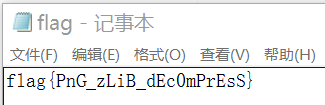 flag - 记事本
文件(F) 编辑(E) 格式(O) 查看(V) 帮助(H)
flag{PnG_zLiB_dEc0mPrEsS}